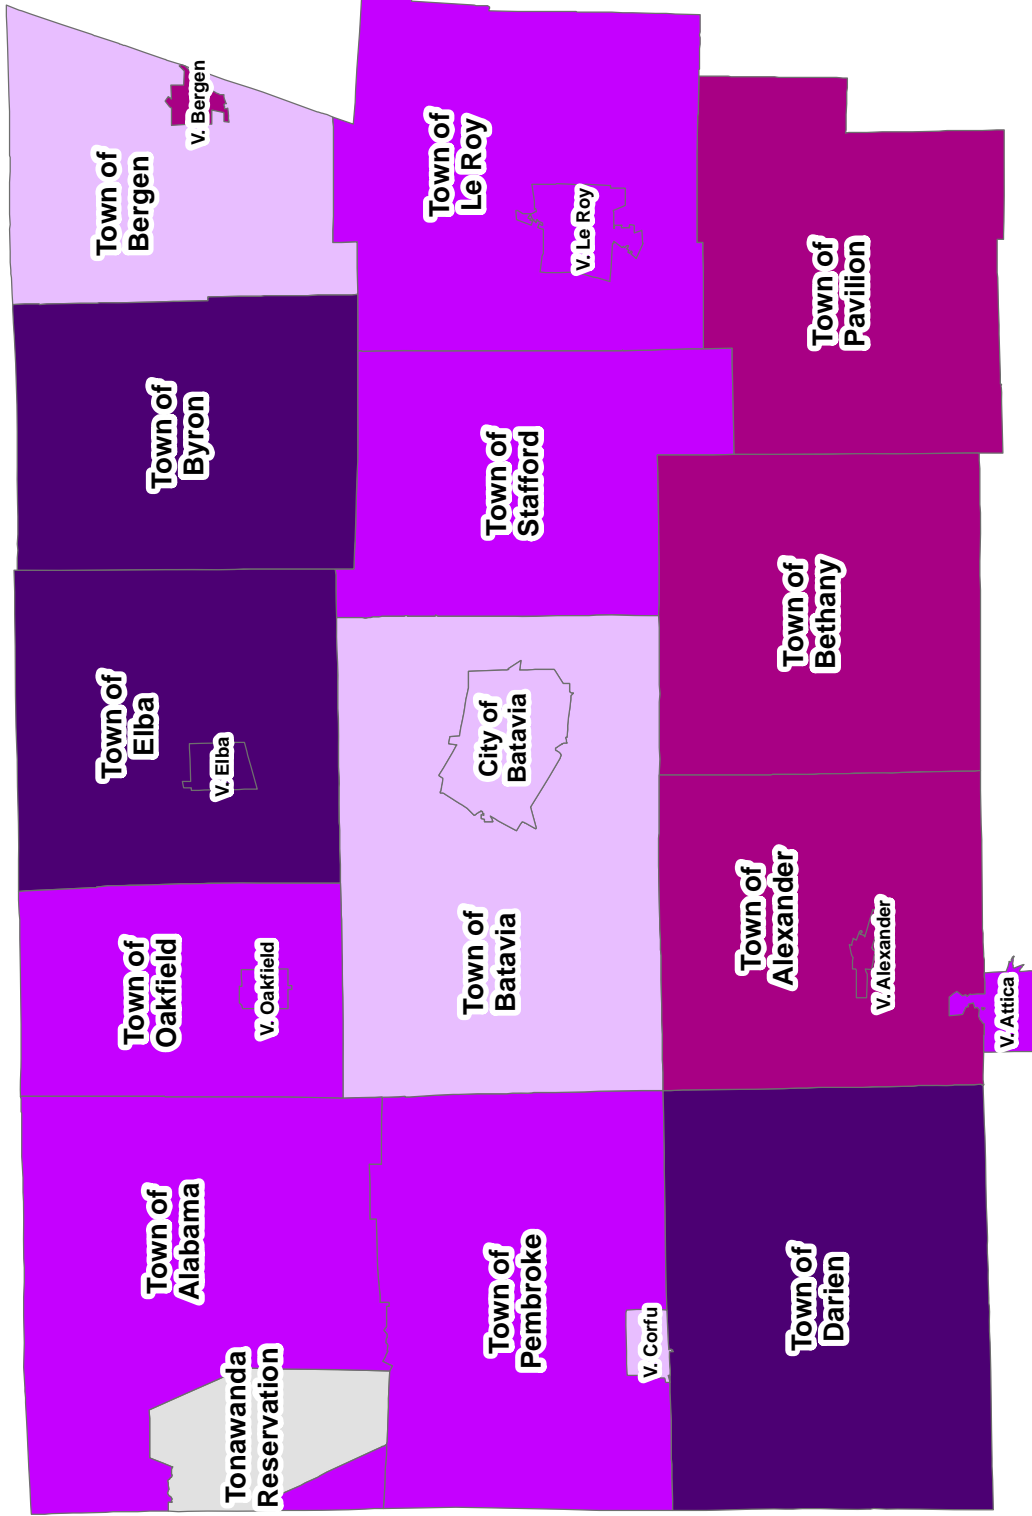 Town of
Alabama
Tonawanda
Reservation
Town of
Oakfield
V. Oakfield
Town of
Elba
V. Elba
Town of
Byron
Town of
Bergen
V. Bergen
Town of
Pembroke
V. Corfu
Town of
Batavia
City of
Batavia
Town of
Stafford
Town of
Le Roy
V. Le Roy
Town of
Darien
Town of
Alexander
V. Alexander
V. Attica
Town of
Bethany
Town of
Pavilion